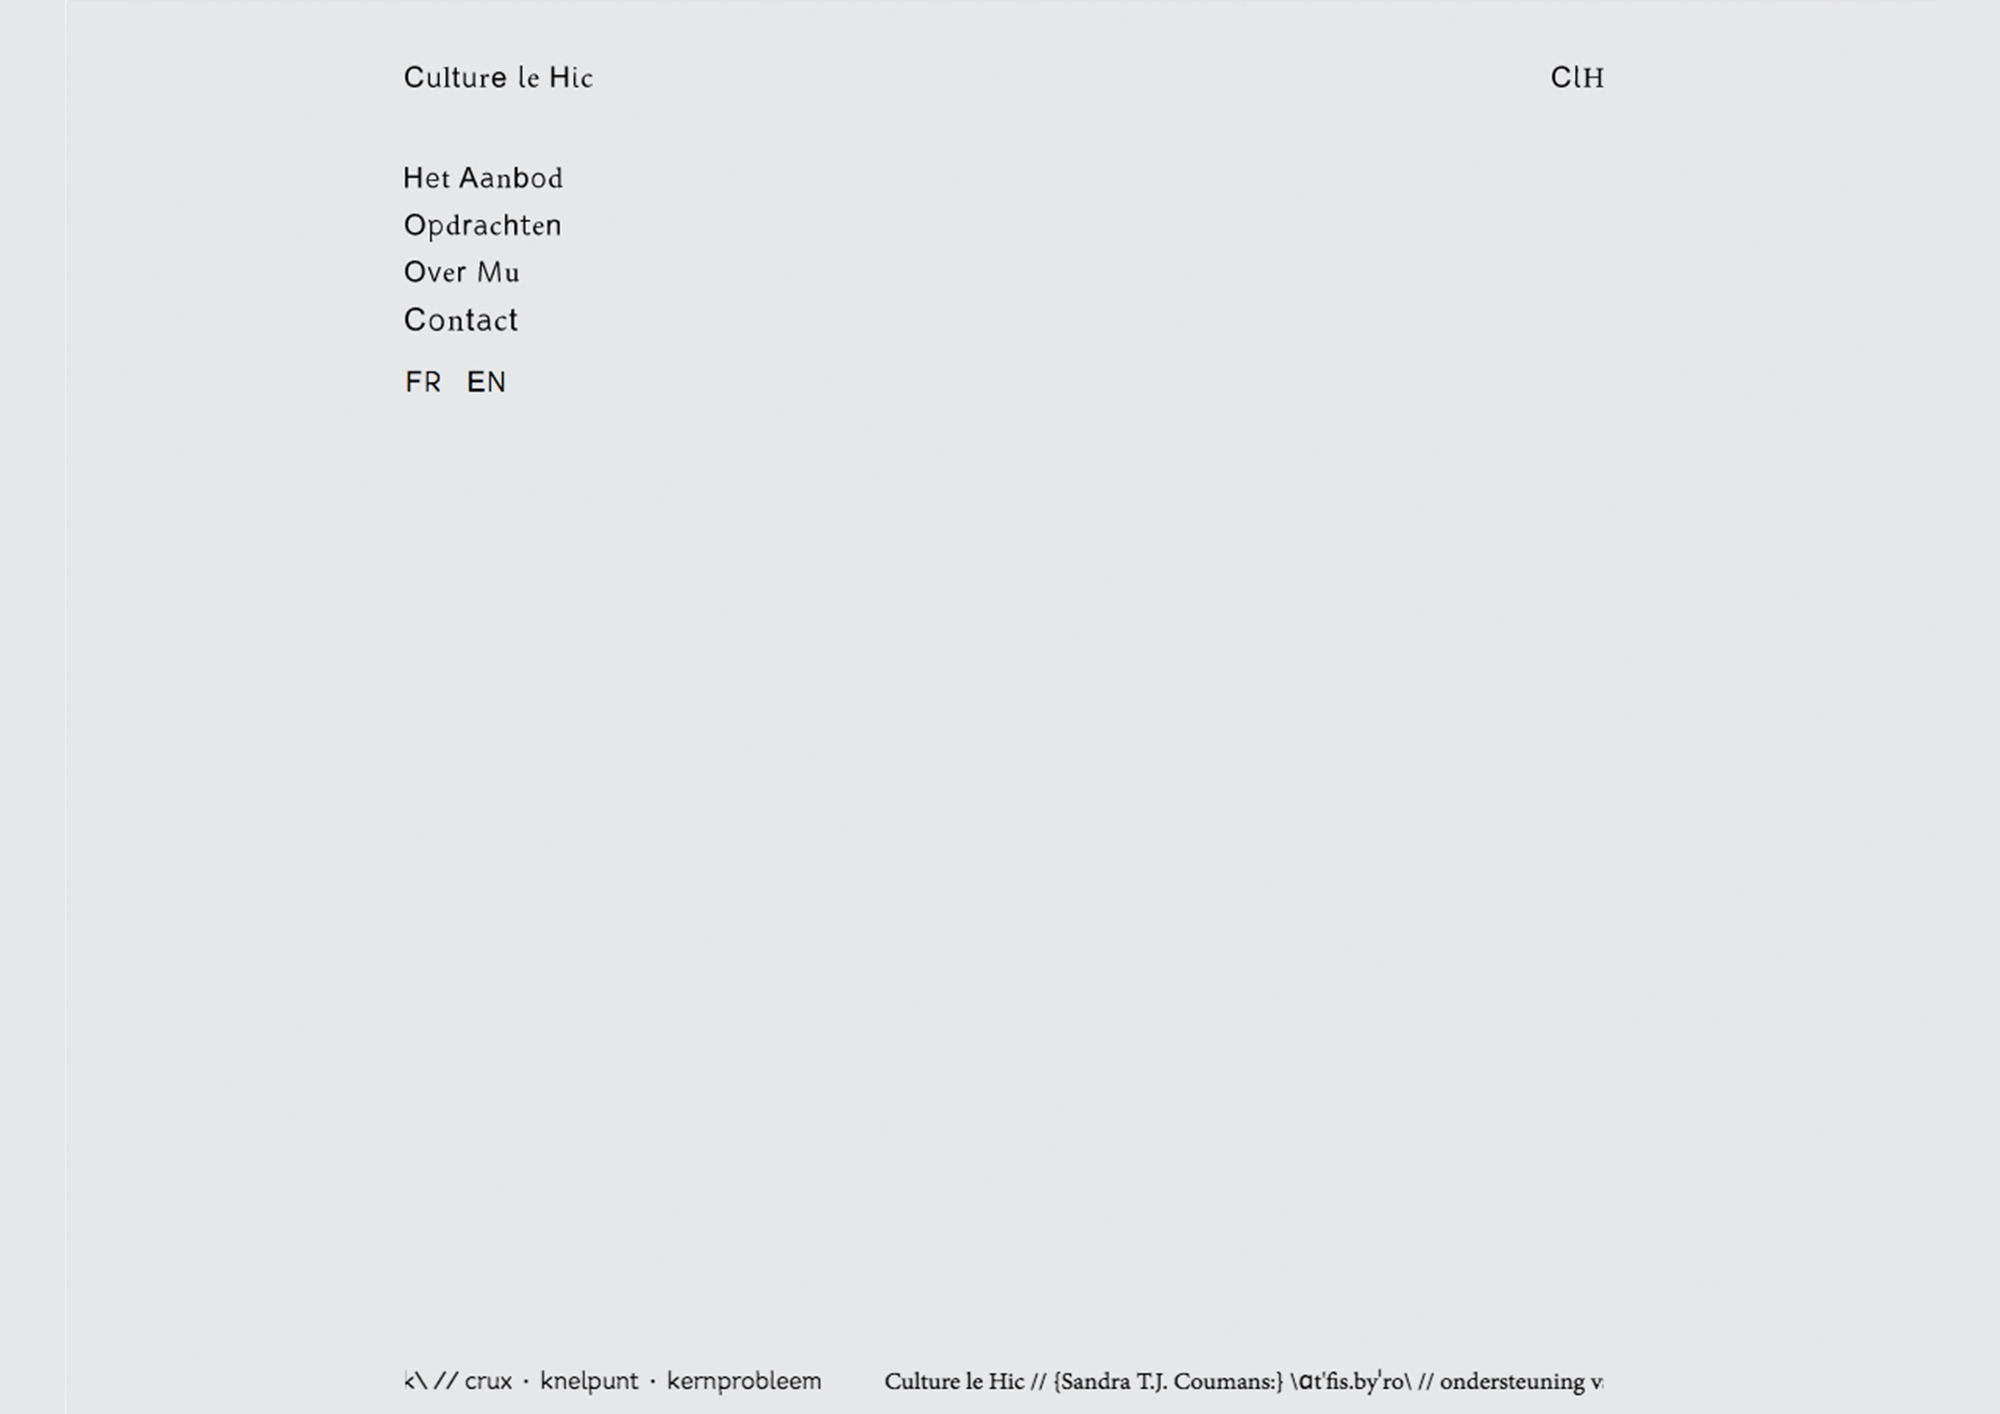 Culture le Hic
ClH
Het Aanbod
Opdrachten
Over Mu
Contact
FR EN
k\ // crux · knelpunt · kernprobleem Culture le Hic // {Sandra T.J. Coumans:} \ɑt'fis.by'ro\ // ondersteuning